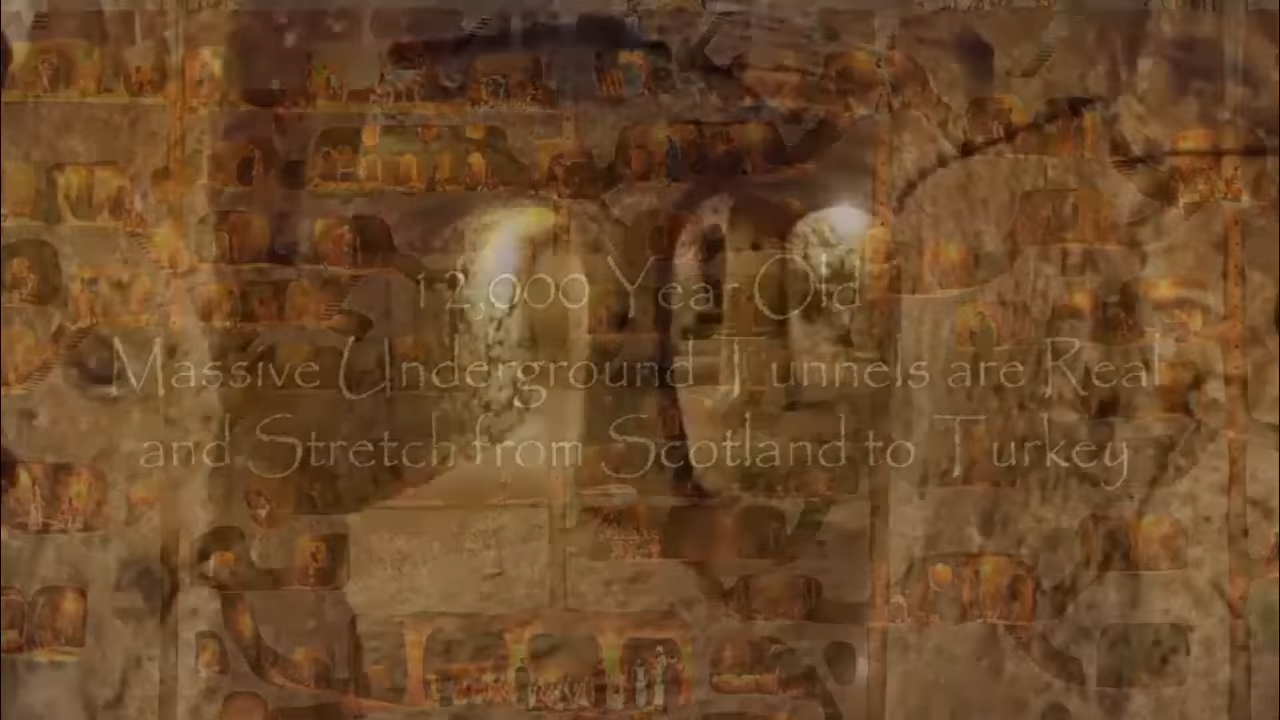 12,000 Year Old
Massive Underground Tunnels are Real
and Stretch from Scotland to Turkey